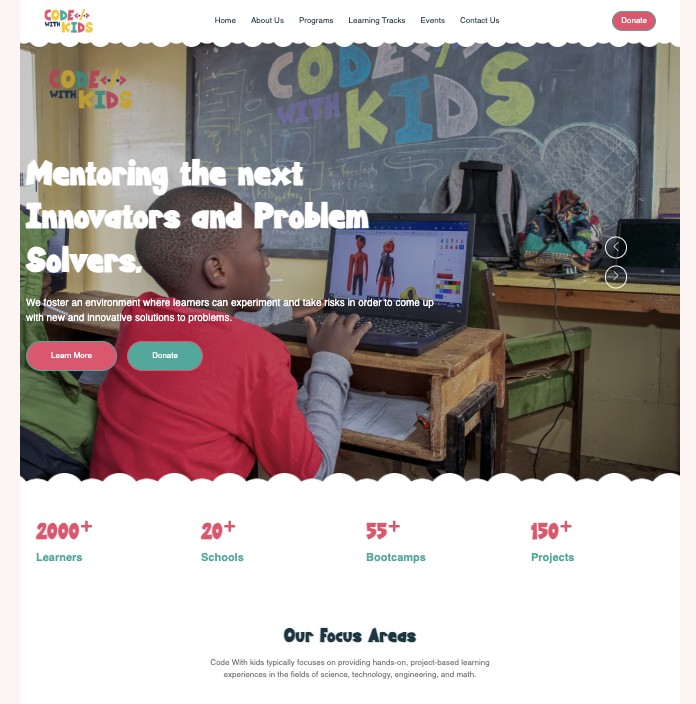 CODE
WITH KIDS
Home About Us Programs Learning Tracks Events Contact Us
Donate
CODE
WITH KIDS
CODE
WITH
KIDS
Mentoring the next
Innovators and Problem
Solvers.
We foster an environment where learners can experiment and take risks in order to come up
with new and innovative solutions to problems.
Learn More Donate
2000+ 20+ 55+ 150+
Learners Schools Bootcamps Projects
Our Focus Areas
Code With kids typically focuses on providing hands-on, project-based learning
experiences in the fields of science, technology, engineering, and math.